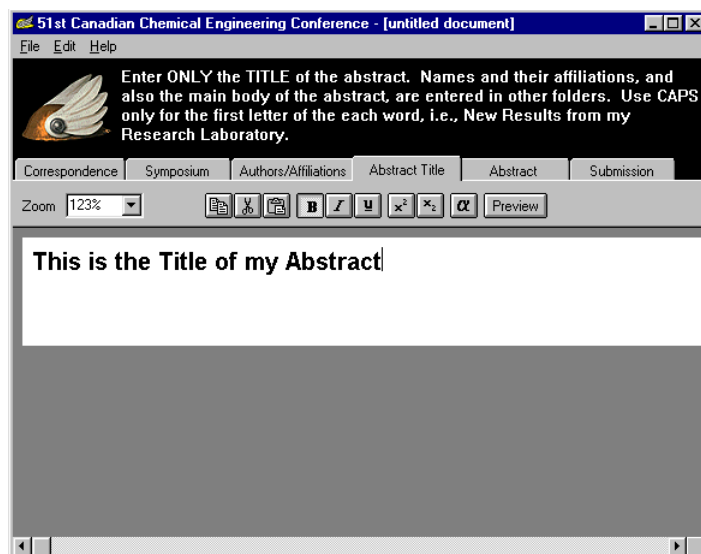 51st Canadian Chemical Engineering Conference - [untitled document]
File Edit Help
Enter ONLY the TITLE of the abstract. Names and their affiliations, and
also the main body of the abstract, are entered in other folders. Use CAPS
only for the first letter of the each word, i.e., New Results from my
Research Laboratory.
Correspondence Symposium Authors/Affiliations Abstract Title Abstract Submission
Zoom 123% B I U x² x₂ α Preview
This is the Title of my Abstract